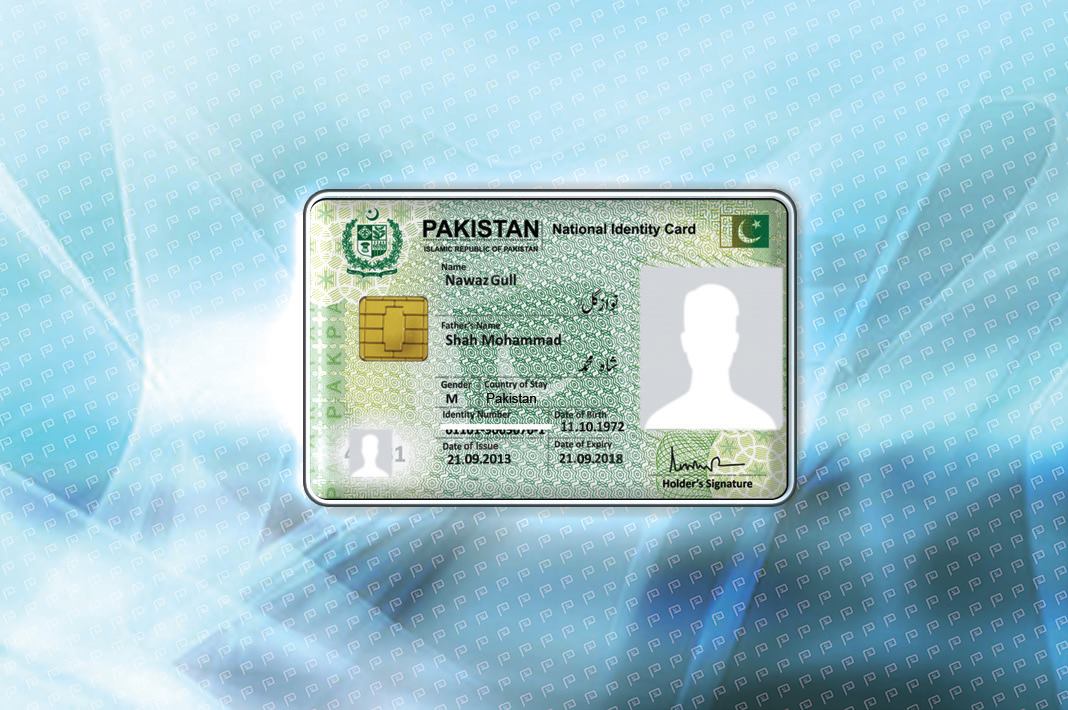 PAKISTAN National Identity Card
ISLAMIC REPUBLIC OF PAKISTAN
Name
Nawaz Gull
نواز گل
Father's Name
Shah Mohammad
شاہ محمد
Gender Country of Stay
M Pakistan
Identity Number Date of Birth
11.10.1972
Date of Issue Date of Expiry
21.09.2013 21.09.2018
Holder's Signature